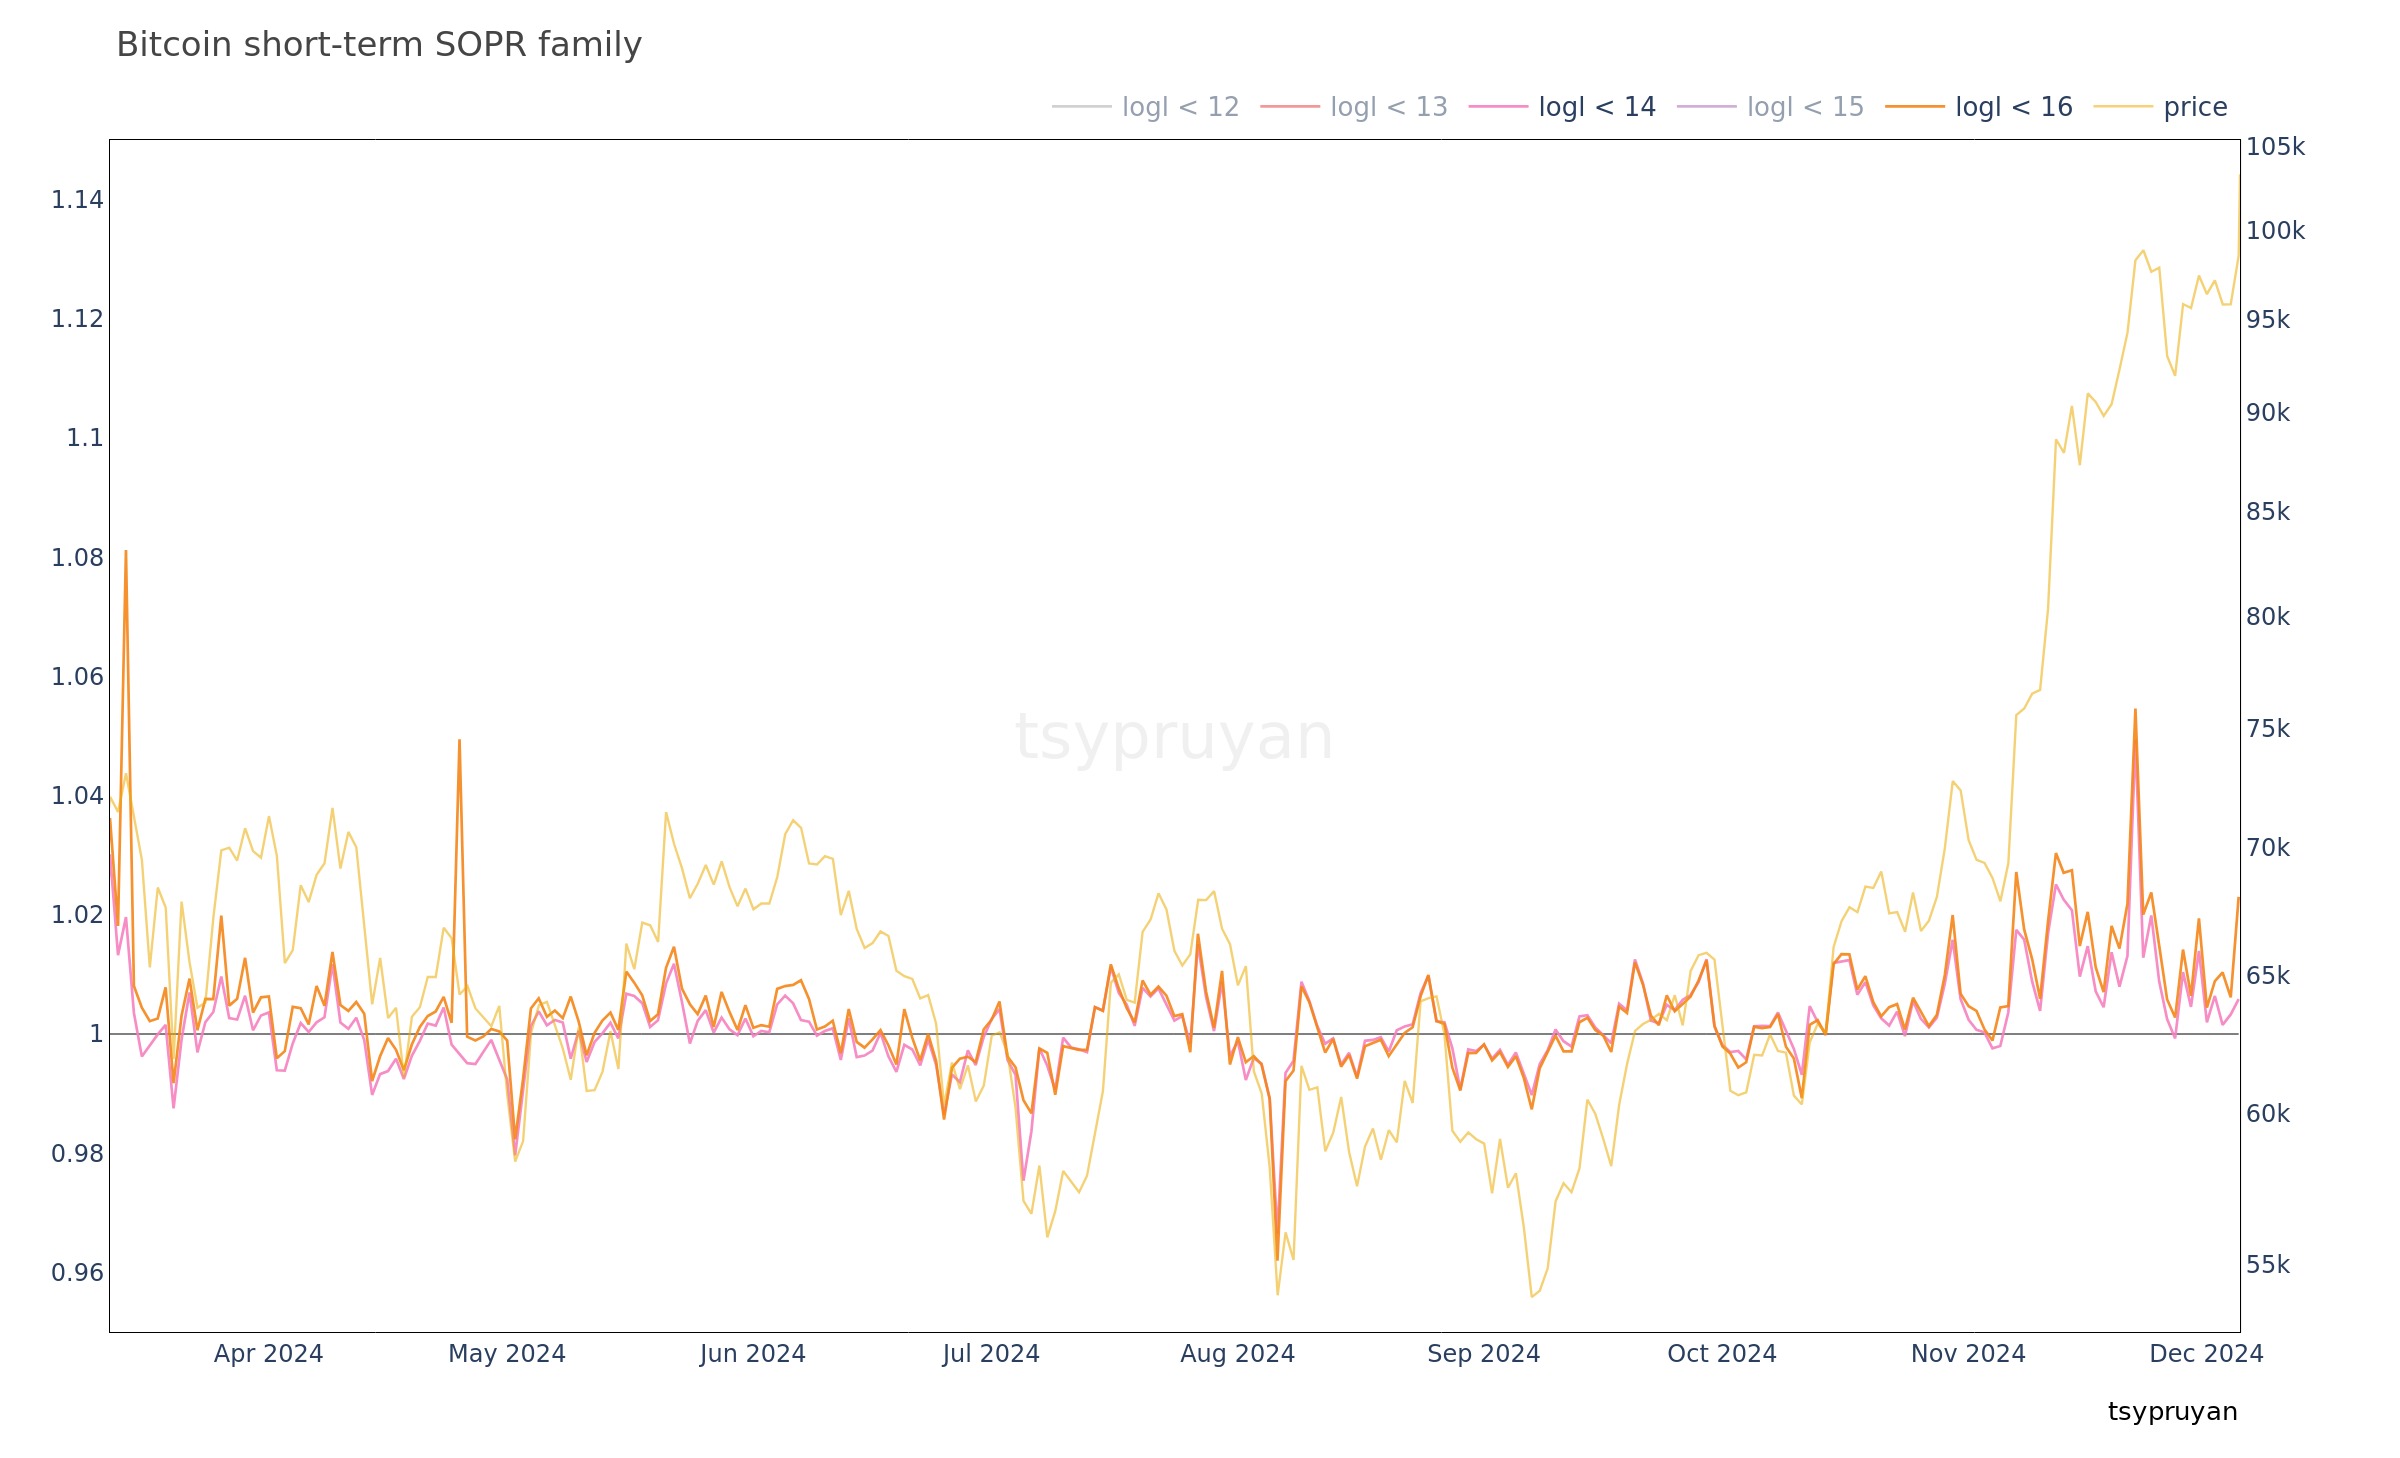 Bitcoin short-term SOPR family
logl < 12 logl < 13 logl < 14 logl < 15 logl < 16 price
105k
1.14
100k
1.12
95k
1.1
90k
85k
1.08
80k
1.06
tsypruyan
75k
1.04
70k
1.02
65k
1
60k
0.98
0.96
55k
Apr 2024 May 2024 Jun 2024 Jul 2024 Aug 2024 Sep 2024 Oct 2024 Nov 2024 Dec 2024
tsypruyan